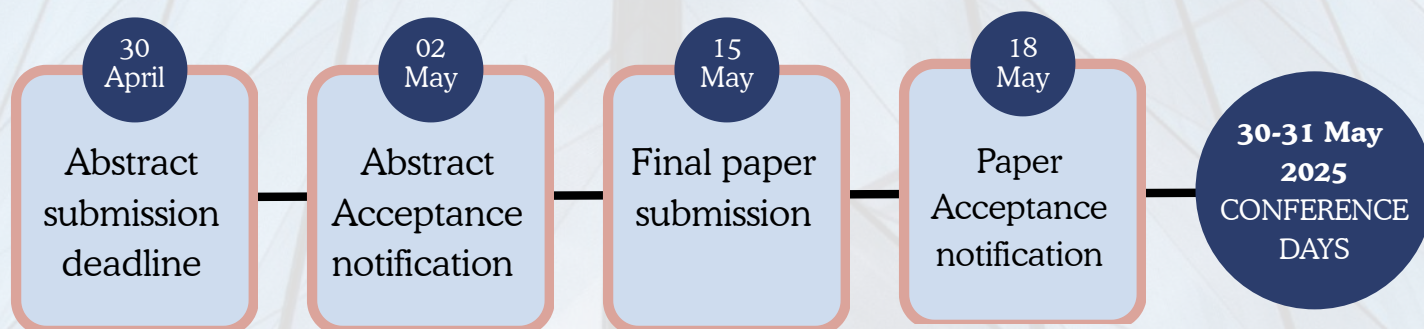 30
April
Abstract
submission
deadline
02
May
Abstract
Acceptance
notification
15
May
Final paper
submission
18
May
Paper
Acceptance
notification
30-31 May
2025
CONFERENCE
DAYS